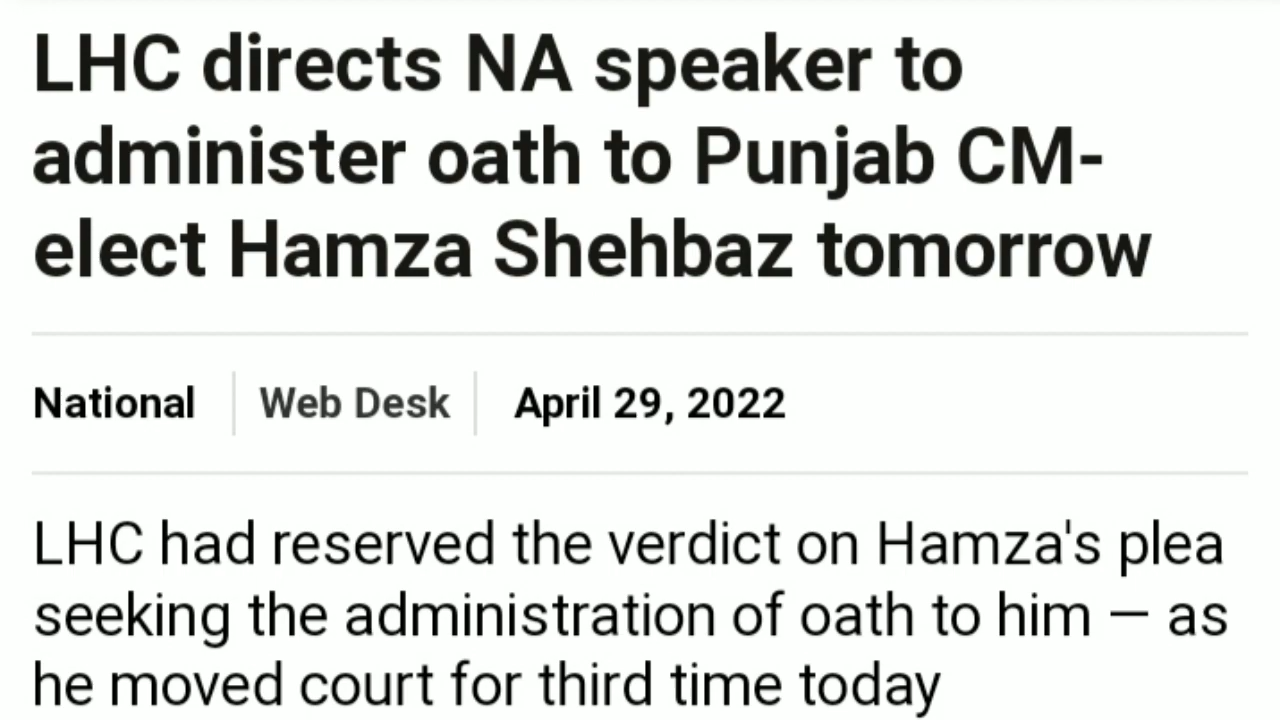 LHC directs NA speaker to
administer oath to Punjab CM-
elect Hamza Shehbaz tomorrow
National Web Desk April 29, 2022
LHC had reserved the verdict on Hamza's plea
seeking the administration of oath to him — as
he moved court for third time today